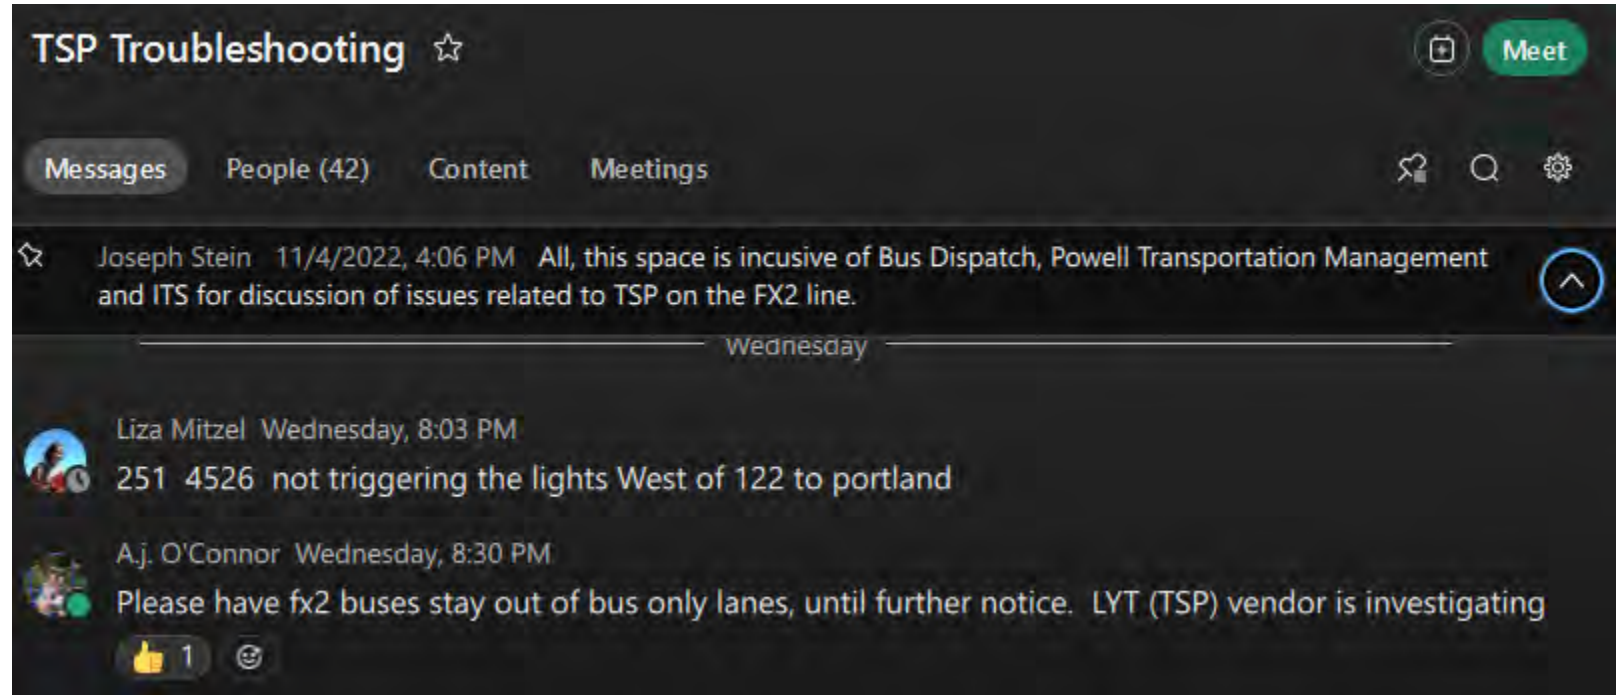 TSP Troubleshooting
Meet
Messages People (42) Content Meetings
Joseph Stein 11/4/2022, 4:06 PM All, this space is incusive of Bus Dispatch, Powell Transportation Management
and ITS for discussion of issues related to TSP on the FX2 line.
Wednesday
Liza Mitzel Wednesday, 8:03 PM
251 4526 not triggering the lights West of 122 to portland
A.j. O'Connor Wednesday, 8:30 PM
Please have fx2 buses stay out of bus only lanes, until further notice. LYT (TSP) vendor is investigating
👍 1